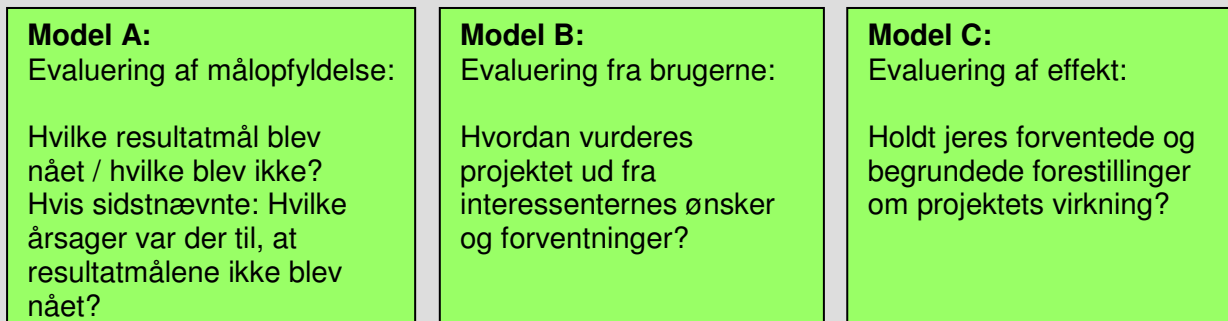 Model A:
Evaluering af målopfyldelse:
Hvilke resultatmål blev
nået / hvilke blev ikke?
Hvis sidstnævnte: Hvilke
årsager var der til, at
resultatmålene ikke blev
nået?
Model B:
Evaluering fra brugerne:
Hvordan vurderes
projektet ud fra
interessenternes ønsker
og forventninger?
Model C:
Evaluering af effekt:
Holdt jeres forventede og
begrundede forestillinger
om projektets virkning?